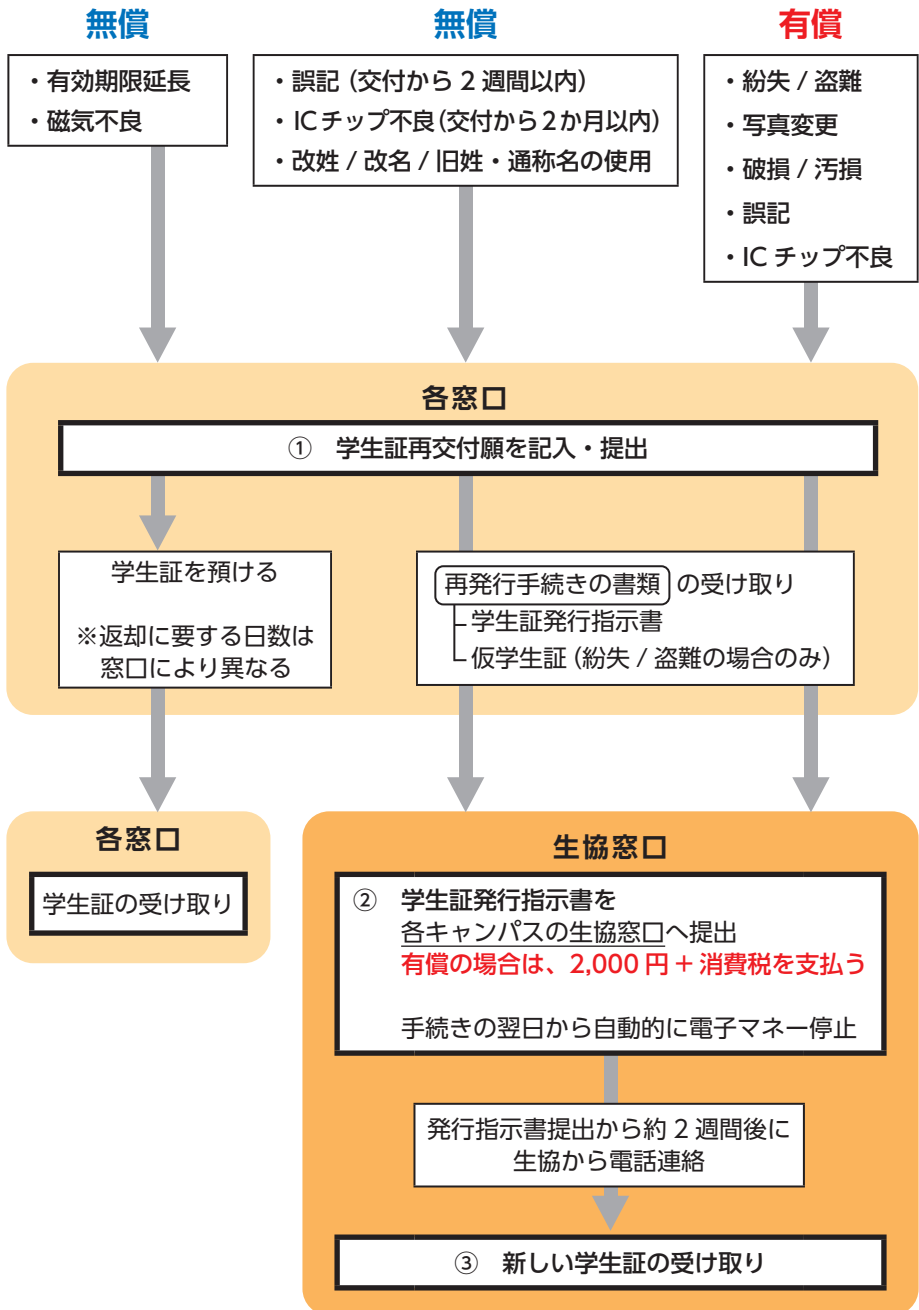 無償
・有効期限延長
・磁気不良
無償
・誤記（交付から 2 週間以内）
・ICチップ不良（交付から2か月以内）
・改姓 / 改名 / 旧姓・通称名の使用
有償
・紛失 / 盗難
・写真変更
・破損 / 汚損
・誤記
・IC チップ不良
各窓口
① 学生証再交付願を記入・提出
学生証を預ける
※返却に要する日数は
窓口により異なる
再発行手続きの書類 の受け取り
学生証発行指示書
仮学生証（紛失 / 盗難の場合のみ）
各窓口
学生証の受け取り
生協窓口
② 学生証発行指示書を
各キャンパスの生協窓口へ提出
有償の場合は、2,000 円 + 消費税を支払う
手続きの翌日から自動的に電子マネー停止
発行指示書提出から約 2 週間後に
生協から電話連絡
③ 新しい学生証の受け取り